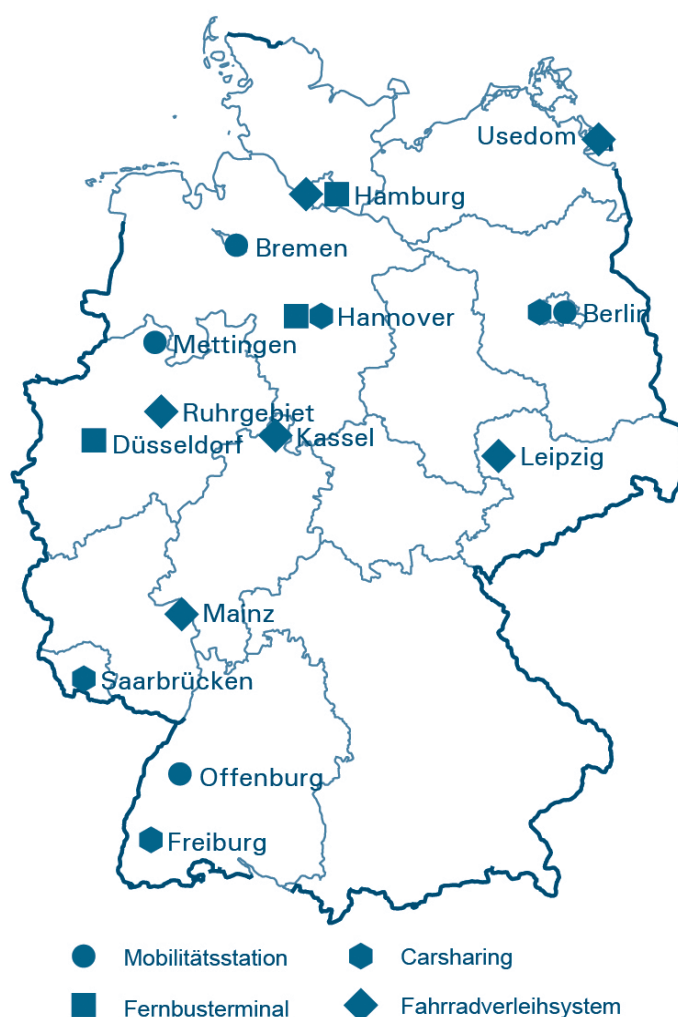 Usedom
Hamburg
Bremen
Hannover
Berlin
Mettingen
Ruhrgebiet
Düsseldorf
Kassel
Leipzig
Mainz
Saarbrücken
Offenburg
Freiburg
Mobilitätsstation
Carsharing
Fernbusterminal
Fahrradverleihsystem